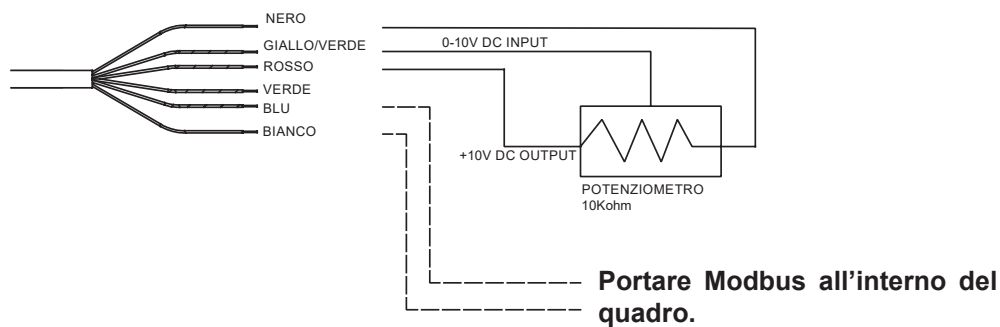 NERO
GIALLO/VERDE
0-10V DC INPUT
ROSSO
VERDE
BLU
BIANCO
+10V DC OUTPUT
POTENZIOMETRO
10Kohm
Portare Modbus all’interno del
quadro.